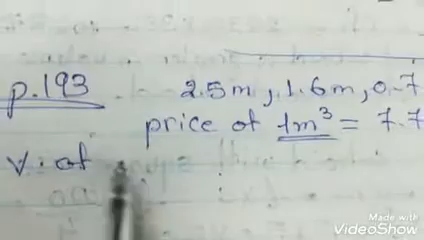 p.193 2.5m, 1.6m, 0.7
price of 1m³ = 7.7
V. of
Made with
VideoShow